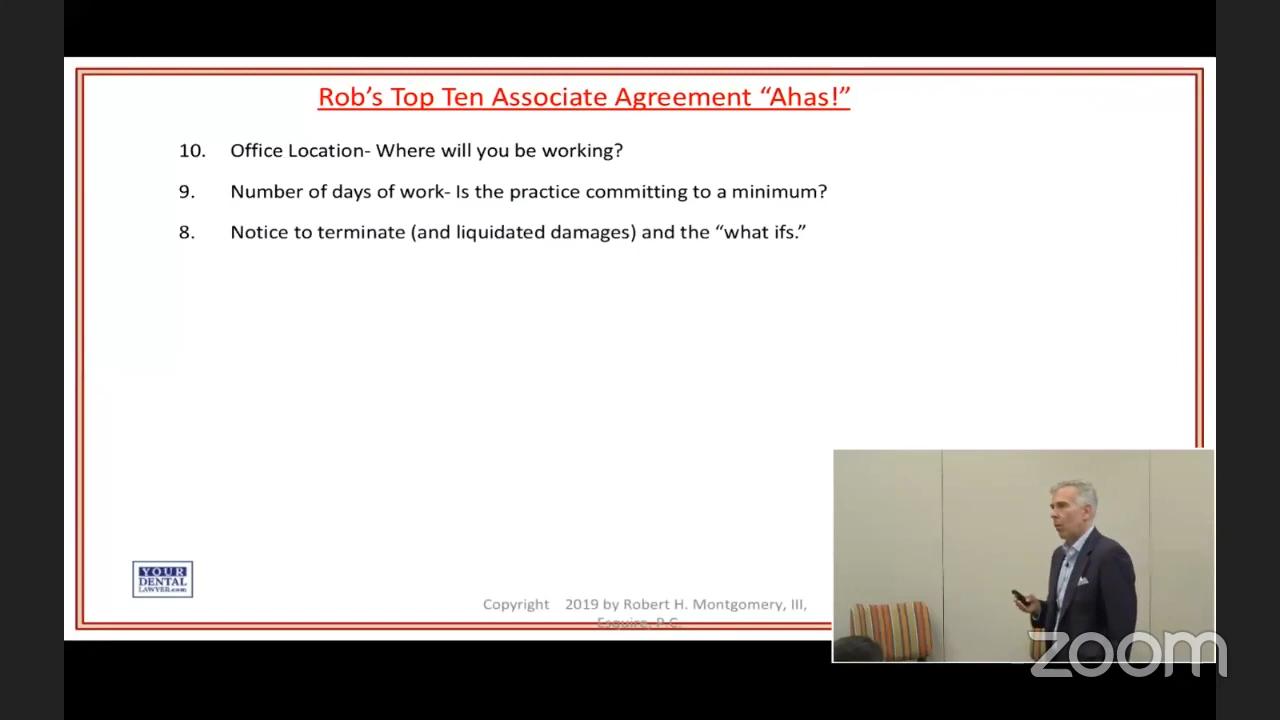 Rob’s Top Ten Associate Agreement “Ahas!”
10. Office Location- Where will you be working?
9. Number of days of work- Is the practice committing to a minimum?
8. Notice to terminate (and liquidated damages) and the “what ifs.”
YOUR
DENTAL
LAWYER.com
Copyright 2019 by Robert H. Montgomery, III,
Esquire, P.C.
zoom